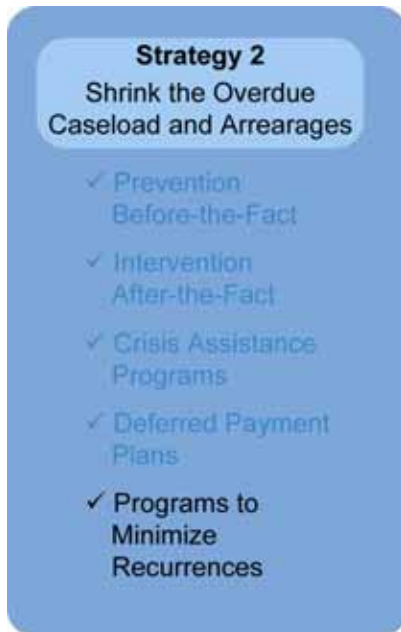 Strategy 2
Shrink the Overdue
Caseload and Arrearages
✓ Prevention
Before-the-Fact
✓ Intervention
After-the-Fact
✓ Crisis Assistance
Programs
✓ Deferred Payment
Plans
✓ Programs to
Minimize
Recurrences